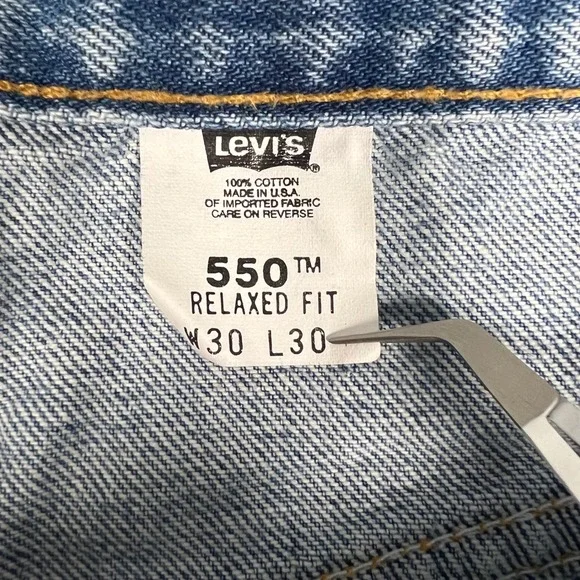 Levi's®
100% COTTON
MADE IN U.S.A.
OF IMPORTED FABRIC
CARE ON REVERSE
550™
RELAXED FIT
W30 L30